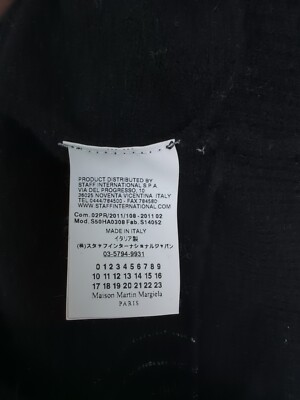 PRODUCT DISTRIBUTED BY
STAFF INTERNATIONAL S.P.A.
VIA DEL PROGRESSO, 10
36025 NOVENTA VICENTINA ITALY
TEL 0444/784500 - FAX 784580
WWW.STAFFINTERNATIONAL.COM
Com. 02PR/2011/108 - 2011 02
Mod. S50HA0308 Fab. S14052
MADE IN ITALY
イタリア製
(株)スタッフインターナショナルジャパン
03-5794-9931
0 1 2 3 4 5 6 7 8 9
10 11 12 13 14 15 16
17 18 19 20 21 22 23
Maison Martin Margiela
PARIS